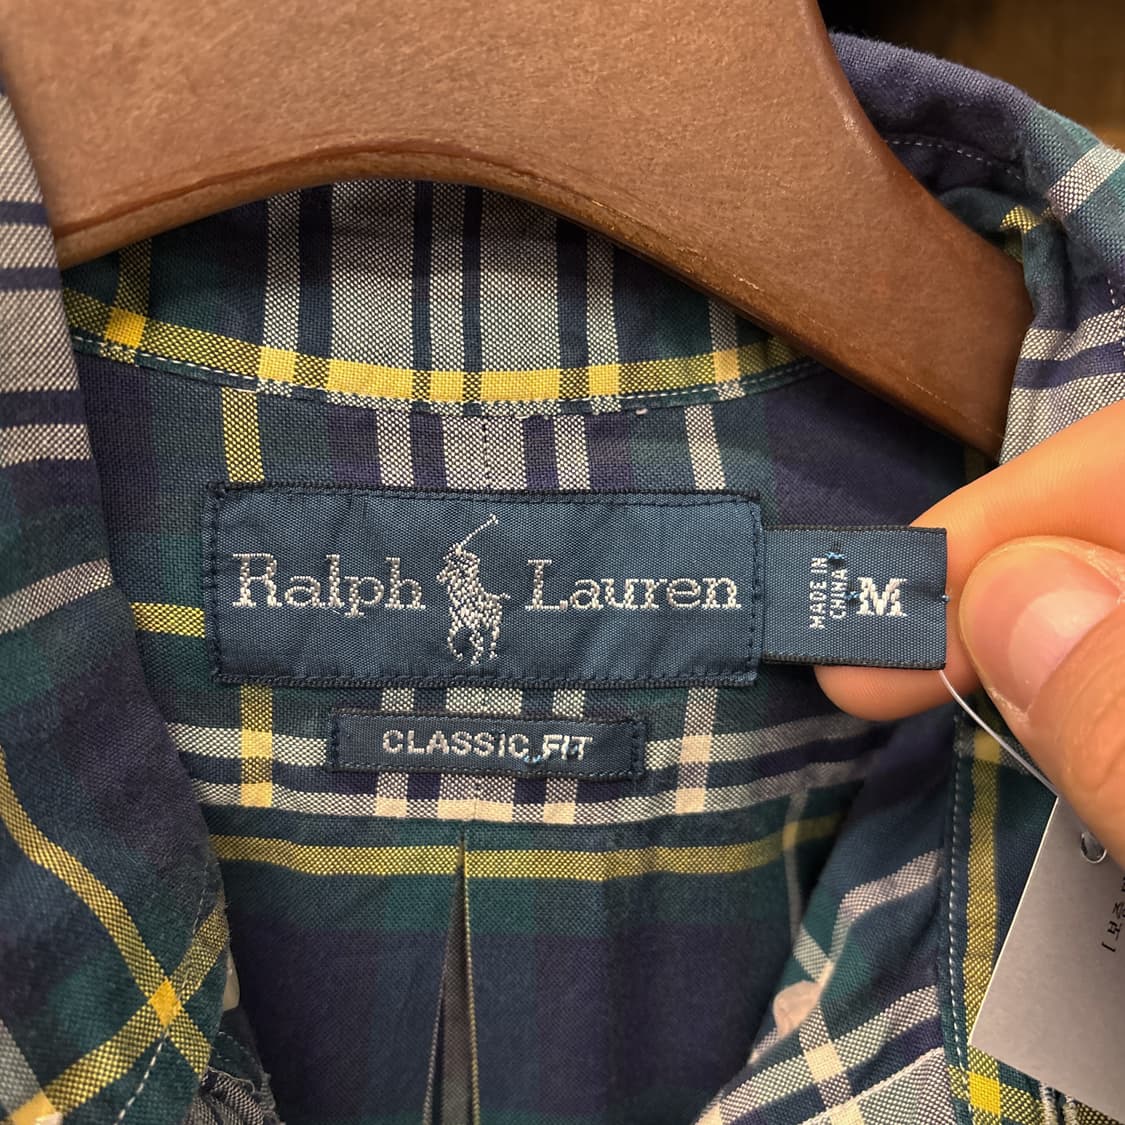 Ralph Lauren
MADE IN
CHINA
M
CLASSIC FIT